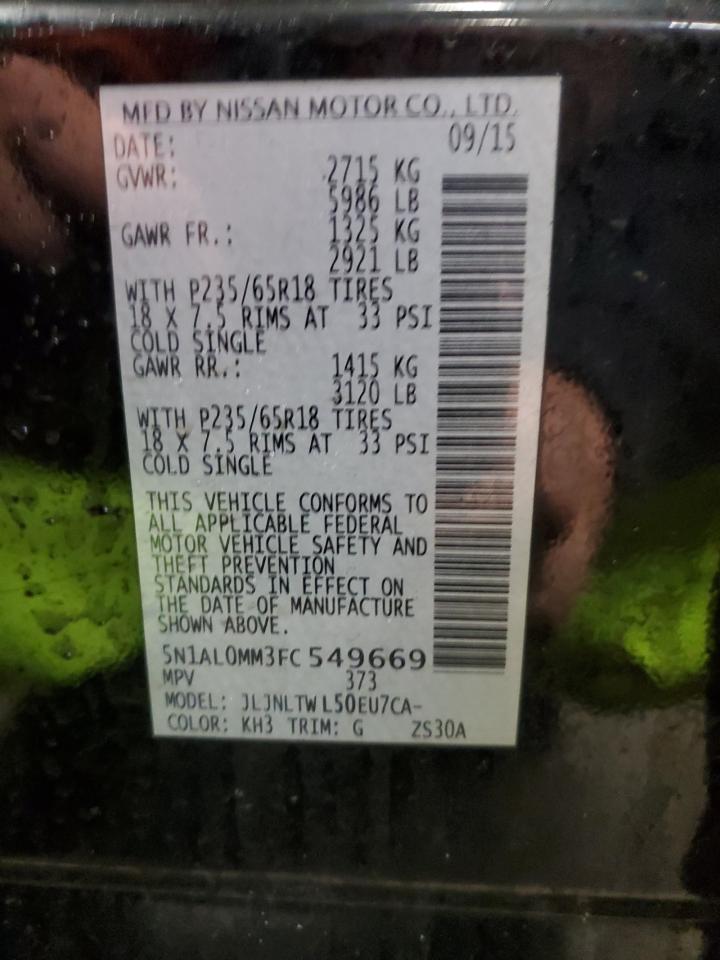 MFD BY NISSAN MOTOR CO., LTD.
DATE: 09/15
GVWR: 2715 KG
5986 LB
GAWR FR.: 1325 KG
2921 LB
WITH P235/65R18 TIRES
18 X 7.5 RIMS AT 33 PSI
COLD SINGLE
GAWR RR.: 1415 KG
3120 LB
WITH P235/65R18 TIRES
18 X 7.5 RIMS AT 33 PSI
COLD SINGLE
THIS VEHICLE CONFORMS TO
ALL APPLICABLE FEDERAL
MOTOR VEHICLE SAFETY AND
THEFT PREVENTION
STANDARDS IN EFFECT ON
THE DATE OF MANUFACTURE
SHOWN ABOVE.
5N1AL0MM3FC549669
MPV 373
MODEL: JLJNLTWL50EU7CA-
COLOR: KH3 TRIM: G ZS30A